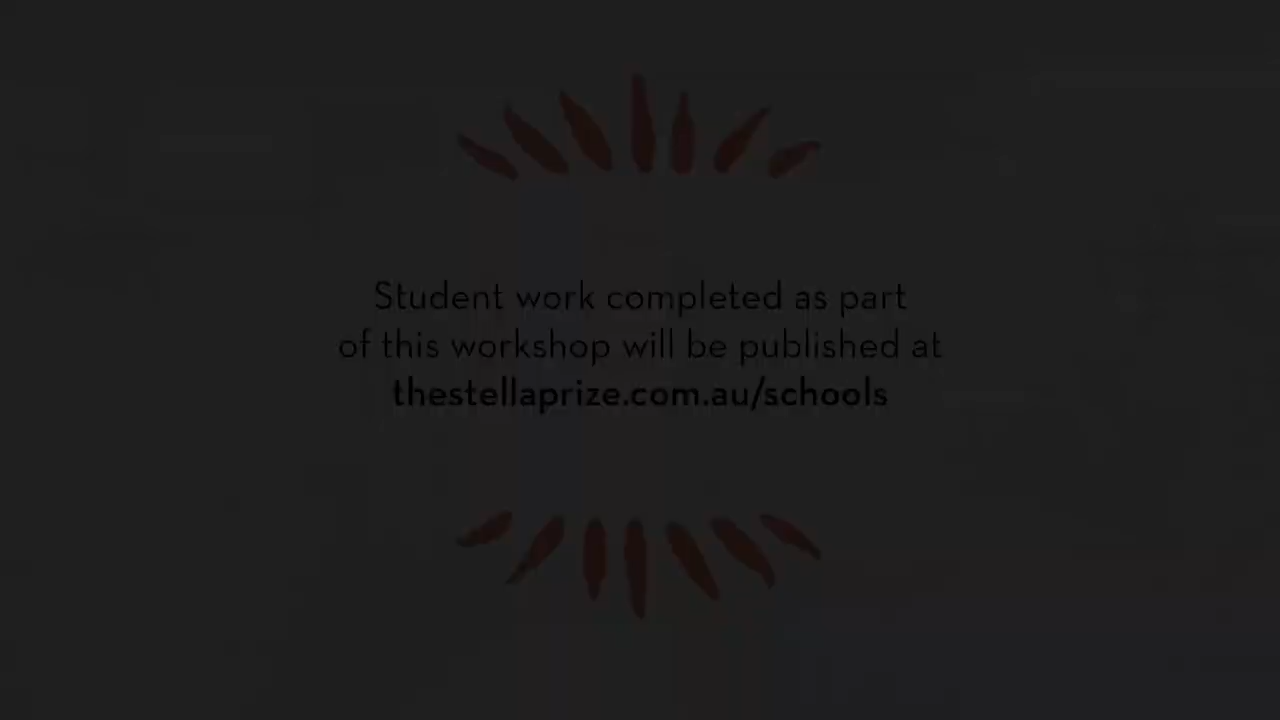 Student work completed as part
of this workshop will be published at
thestellaprize.com.au/schools